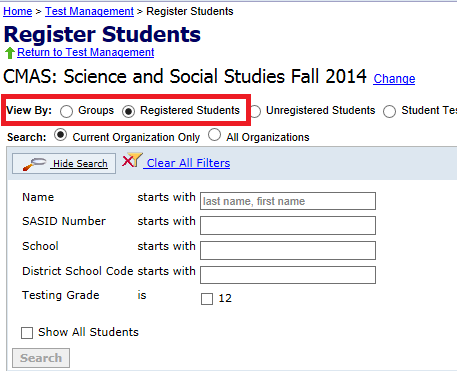 Home > Test Management > Register Students
Register Students
Return to Test Management
CMAS: Science and Social Studies Fall 2014 Change
View By: Groups Registered Students Unregistered Students Student Tes
Search: Current Organization Only All Organizations
Hide Search Clear All Filters
Name starts with last name, first name
SASID Number starts with
School starts with
District School Code starts with
Testing Grade is 12
Show All Students
Search